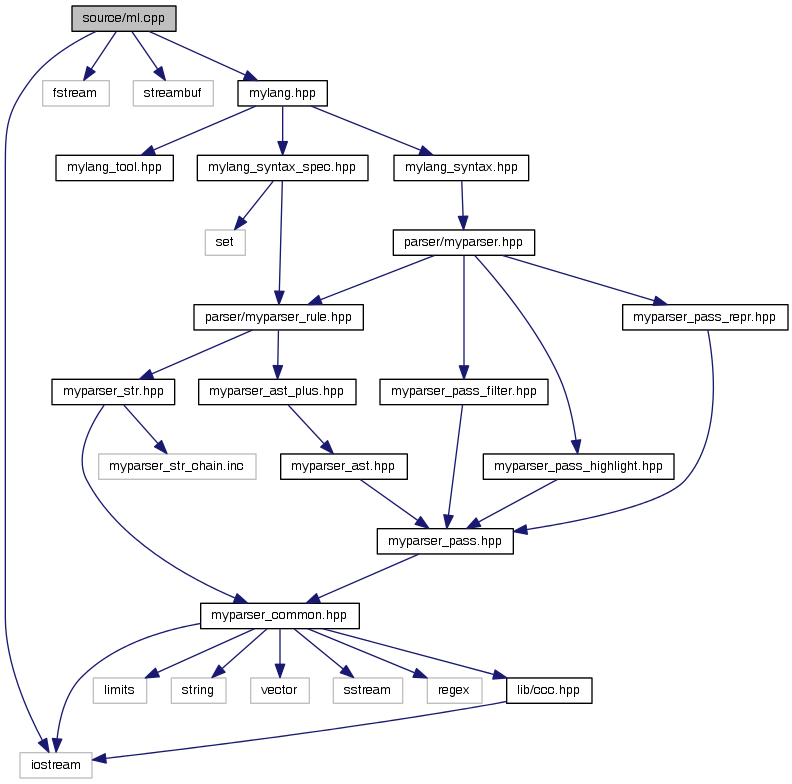 source/ml.cpp
fstream
streambuf
mylang.hpp
mylang_tool.hpp
mylang_syntax_spec.hpp
mylang_syntax.hpp
set
parser/myparser.hpp
parser/myparser_rule.hpp
myparser_pass_repr.hpp
myparser_str.hpp
myparser_ast_plus.hpp
myparser_pass_filter.hpp
myparser_str_chain.inc
myparser_ast.hpp
myparser_pass_highlight.hpp
myparser_pass.hpp
myparser_common.hpp
limits
string
vector
sstream
regex
lib/ccc.hpp
iostream